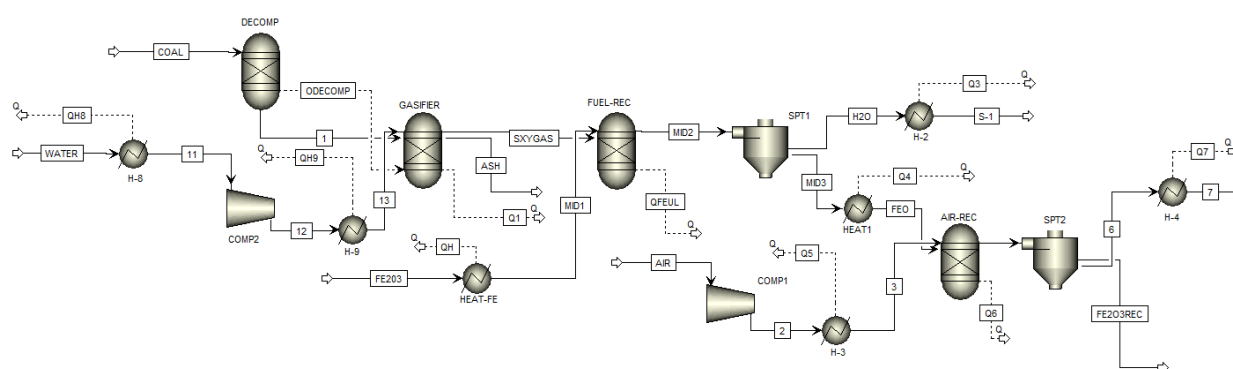 DECOMP
COAL
ODECOMP
GASIFIER
FUEL-REC
Q
Q3
Q
SPT1
H2O
S-1
H-2
Q
QH8
1
SXYGAS
MID2
Q
Q7
WATER
11
Q
QH9
ASH
MID3
Q4
Q
H-8
13
Q1
Q
MID1
QFEUL
Q
HEAT1
FEO
AIR-REC
SPT2
6
7
H-4
COMP2
12
H-9
Q
QH
Q
Q5
3
AIR
COMP1
FE203
HEAT-FE
2
H-3
Q6
Q
FE2O3REC